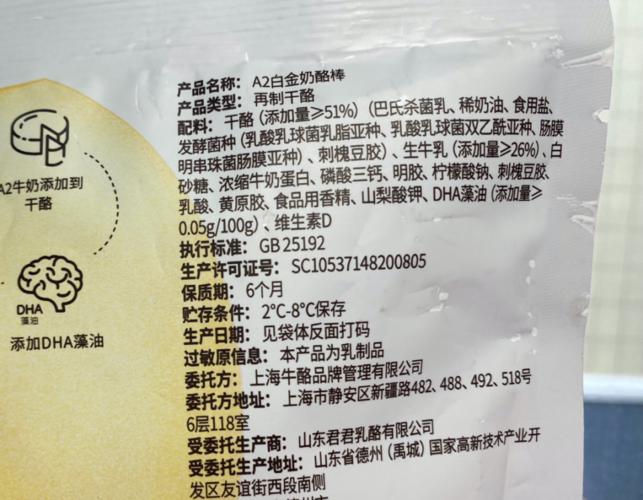 产品名称： A2白金奶酪棒
产品类型： 再制干酪
配料： 干酪（添加量≥51%）（巴氏杀菌乳、稀奶油、食用盐、
发酵菌种（乳酸乳球菌乳脂亚种、乳酸乳球菌双乙酰亚种、肠膜
明串珠菌肠膜亚种）、刺槐豆胶）、生牛乳（添加量≥26%）、白
砂糖、浓缩牛奶蛋白、磷酸三钙、明胶、柠檬酸钠、刺槐豆胶、
乳酸、黄原胶、食品用香精、山梨酸钾、DHA藻油（添加量≥
0.05g/100g）、维生素D
执行标准： GB 25192
生产许可证号： SC10537148200805
保质期： 6个月
贮存条件： 2°C-8°C保存
生产日期： 见袋体反面打码
过敏原信息： 本产品为乳制品
委托方： 上海牛酪品牌管理有限公司
委托方地址： 上海市静安区新疆路482、488、492、518号
6层118室
受委托生产商： 山东君君乳酪有限公司
受委托生产地址： 山东省德州（禹城）国家高新技术产业开
发区友谊街西段南侧
A2牛奶添加到
干酪
DHA
藻油
添加DHA藻油